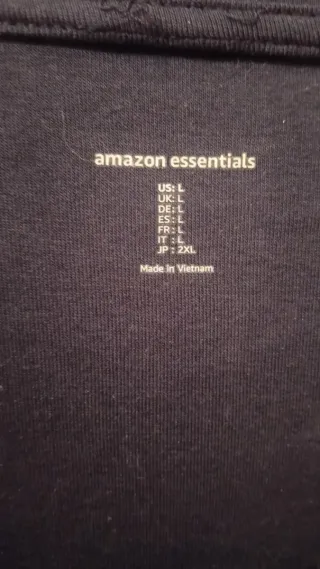 amazon essentials
US: L
UK: L
DE: L
ES: L
FR: L
IT : L
JP : 2XL
Made in Vietnam